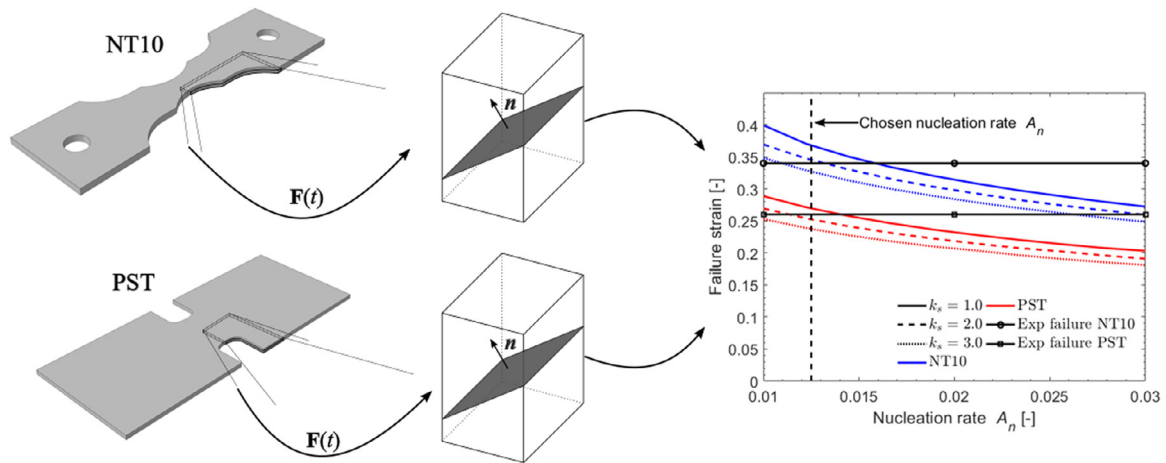 NT10
n
F(t)
PST
n
F(t)
Failure strain [-]
0.4
0.35
0.3
0.25
0.2
0.15
0.1
0.05
0
Chosen nucleation rate A_n
k_s = 1.0
k_s = 2.0
k_s = 3.0
NT10
PST
Exp failure NT10
Exp failure PST
0.01 0.015 0.02 0.025 0.03
Nucleation rate A_n [-]